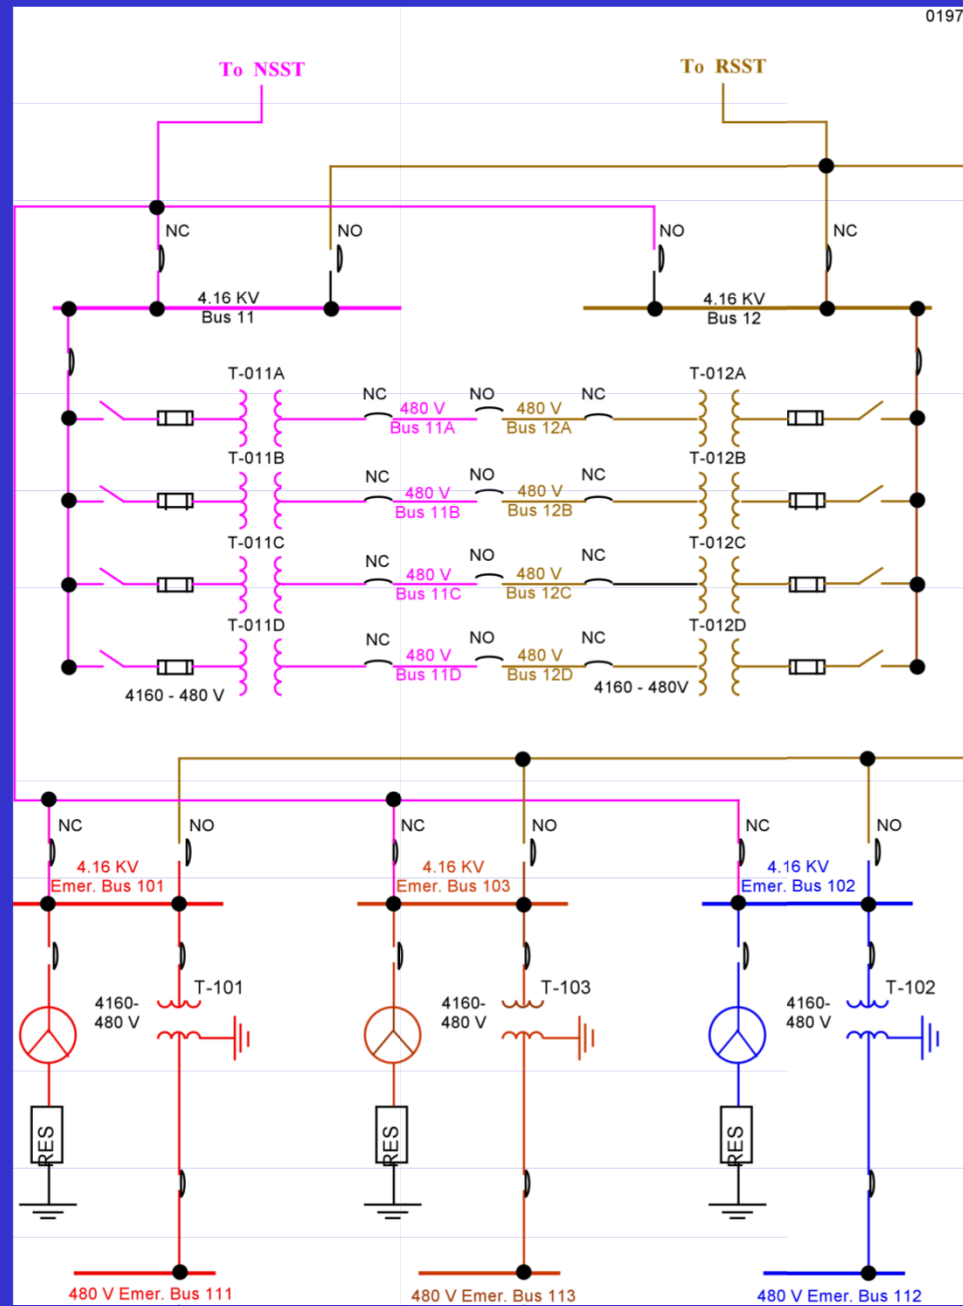 0197
To NSST
To RSST
NC
NO
NO
NC
4.16 KV
Bus 11
4.16 KV
Bus 12
T-011A
T-012A
NC
480 V
Bus 11A
NO
480 V
Bus 12A
NC
T-011B
T-012B
NC
480 V
Bus 11B
NO
480 V
Bus 12B
NC
T-011C
T-012C
NC
480 V
Bus 11C
NO
480 V
Bus 12C
NC
T-011D
T-012D
NC
480 V
Bus 11D
NO
480 V
Bus 12D
NC
4160 - 480 V
4160 - 480V
NC
NO
NC
NO
NC
NO
4.16 KV
Emer. Bus 101
4.16 KV
Emer. Bus 103
4.16 KV
Emer. Bus 102
4160-
480 V
T-101
4160-
480 V
T-103
4160-
480 V
T-102
RES
RES
RES
480 V Emer. Bus 111
480 V Emer. Bus 113
480 V Emer. Bus 112